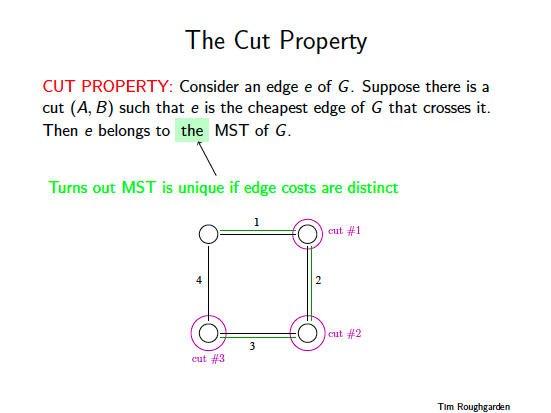 The Cut Property
CUT PROPERTY: Consider an edge e of G. Suppose there is a
cut (A, B) such that e is the cheapest edge of G that crosses it.
Then e belongs to the MST of G.
Turns out MST is unique if edge costs are distinct
1
cut #1
4
2
cut #2
3
cut #3
Tim Roughgarden